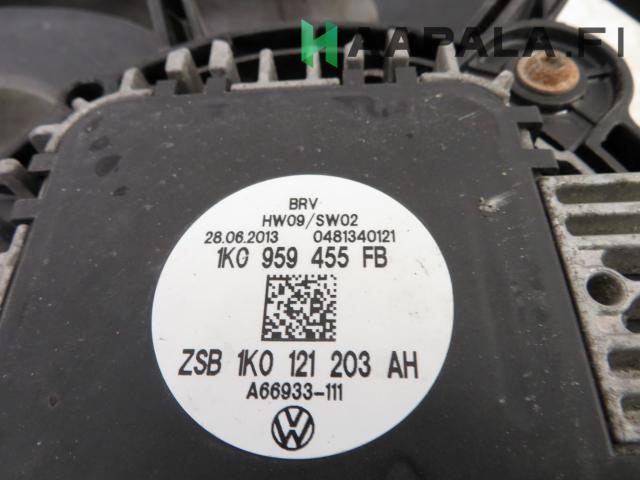 HAAPALA.FI
BRV
HW09/SW02
28.06.2013 0481340121
1K0 959 455 FB
ZSB 1K0 121 203 AH
A66933-111